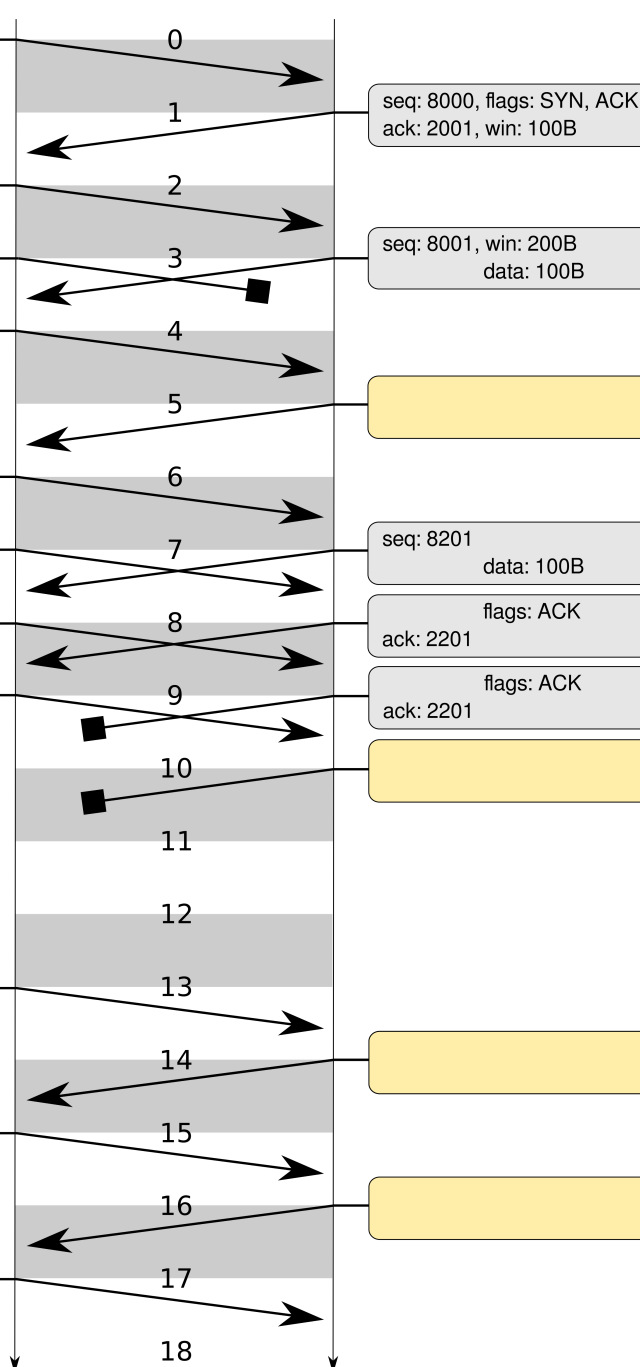 0
seq: 8000, flags: SYN, ACK
1
ack: 2001, win: 100B
2
seq: 8001, win: 200B
3
data: 100B
4
5
6
seq: 8201
7
data: 100B
flags: ACK
8
ack: 2201
flags: ACK
9
ack: 2201
10
11
12
13
14
15
16
17
18